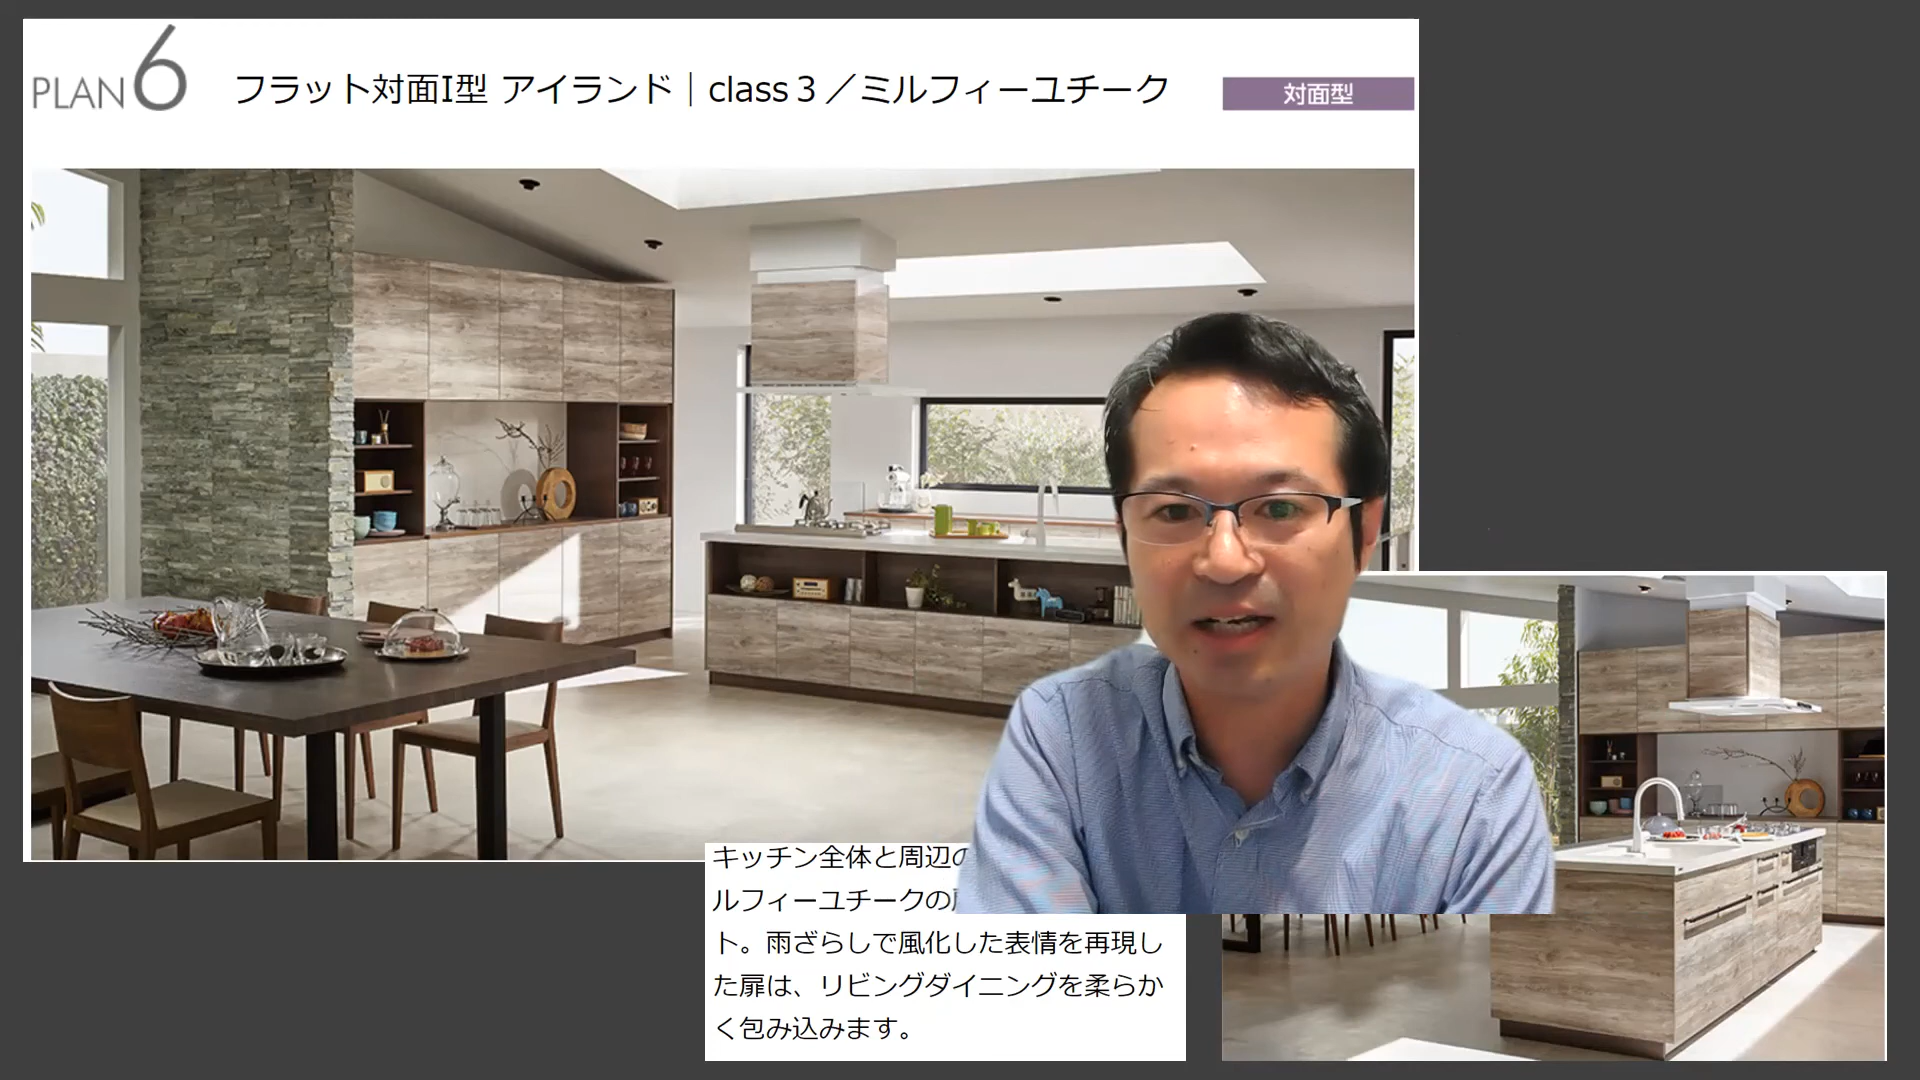 PLAN6
フラット対面I型 アイランド｜class３／ミルフィーユチーク
対面型
キッチン全体と周辺の
ルフィーユチークの
ト。雨ざらしで風化した表情を再現し
た扉は、リビングダイニングを柔らか
く包み込みます。